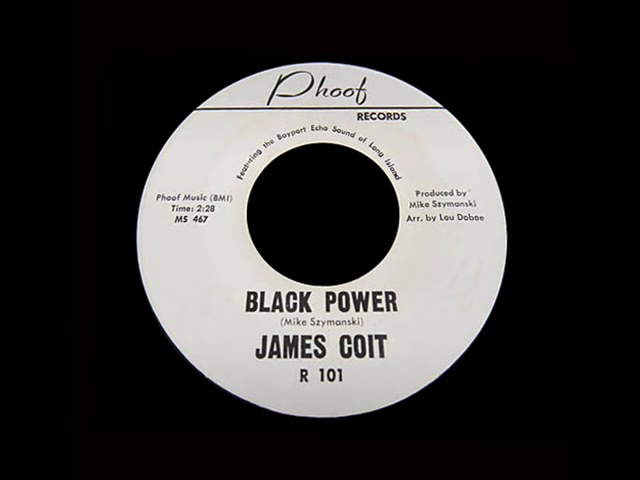 Phoof
RECORDS
Featuring the Bayport Echo Sound of Long Island
Phoof Music (BMI)
Time: 2:28
MS 467
Produced by
Mike Szymanski
Arr. by Lou Doboe
BLACK POWER
(Mike Szymanski)
JAMES COIT
R 101